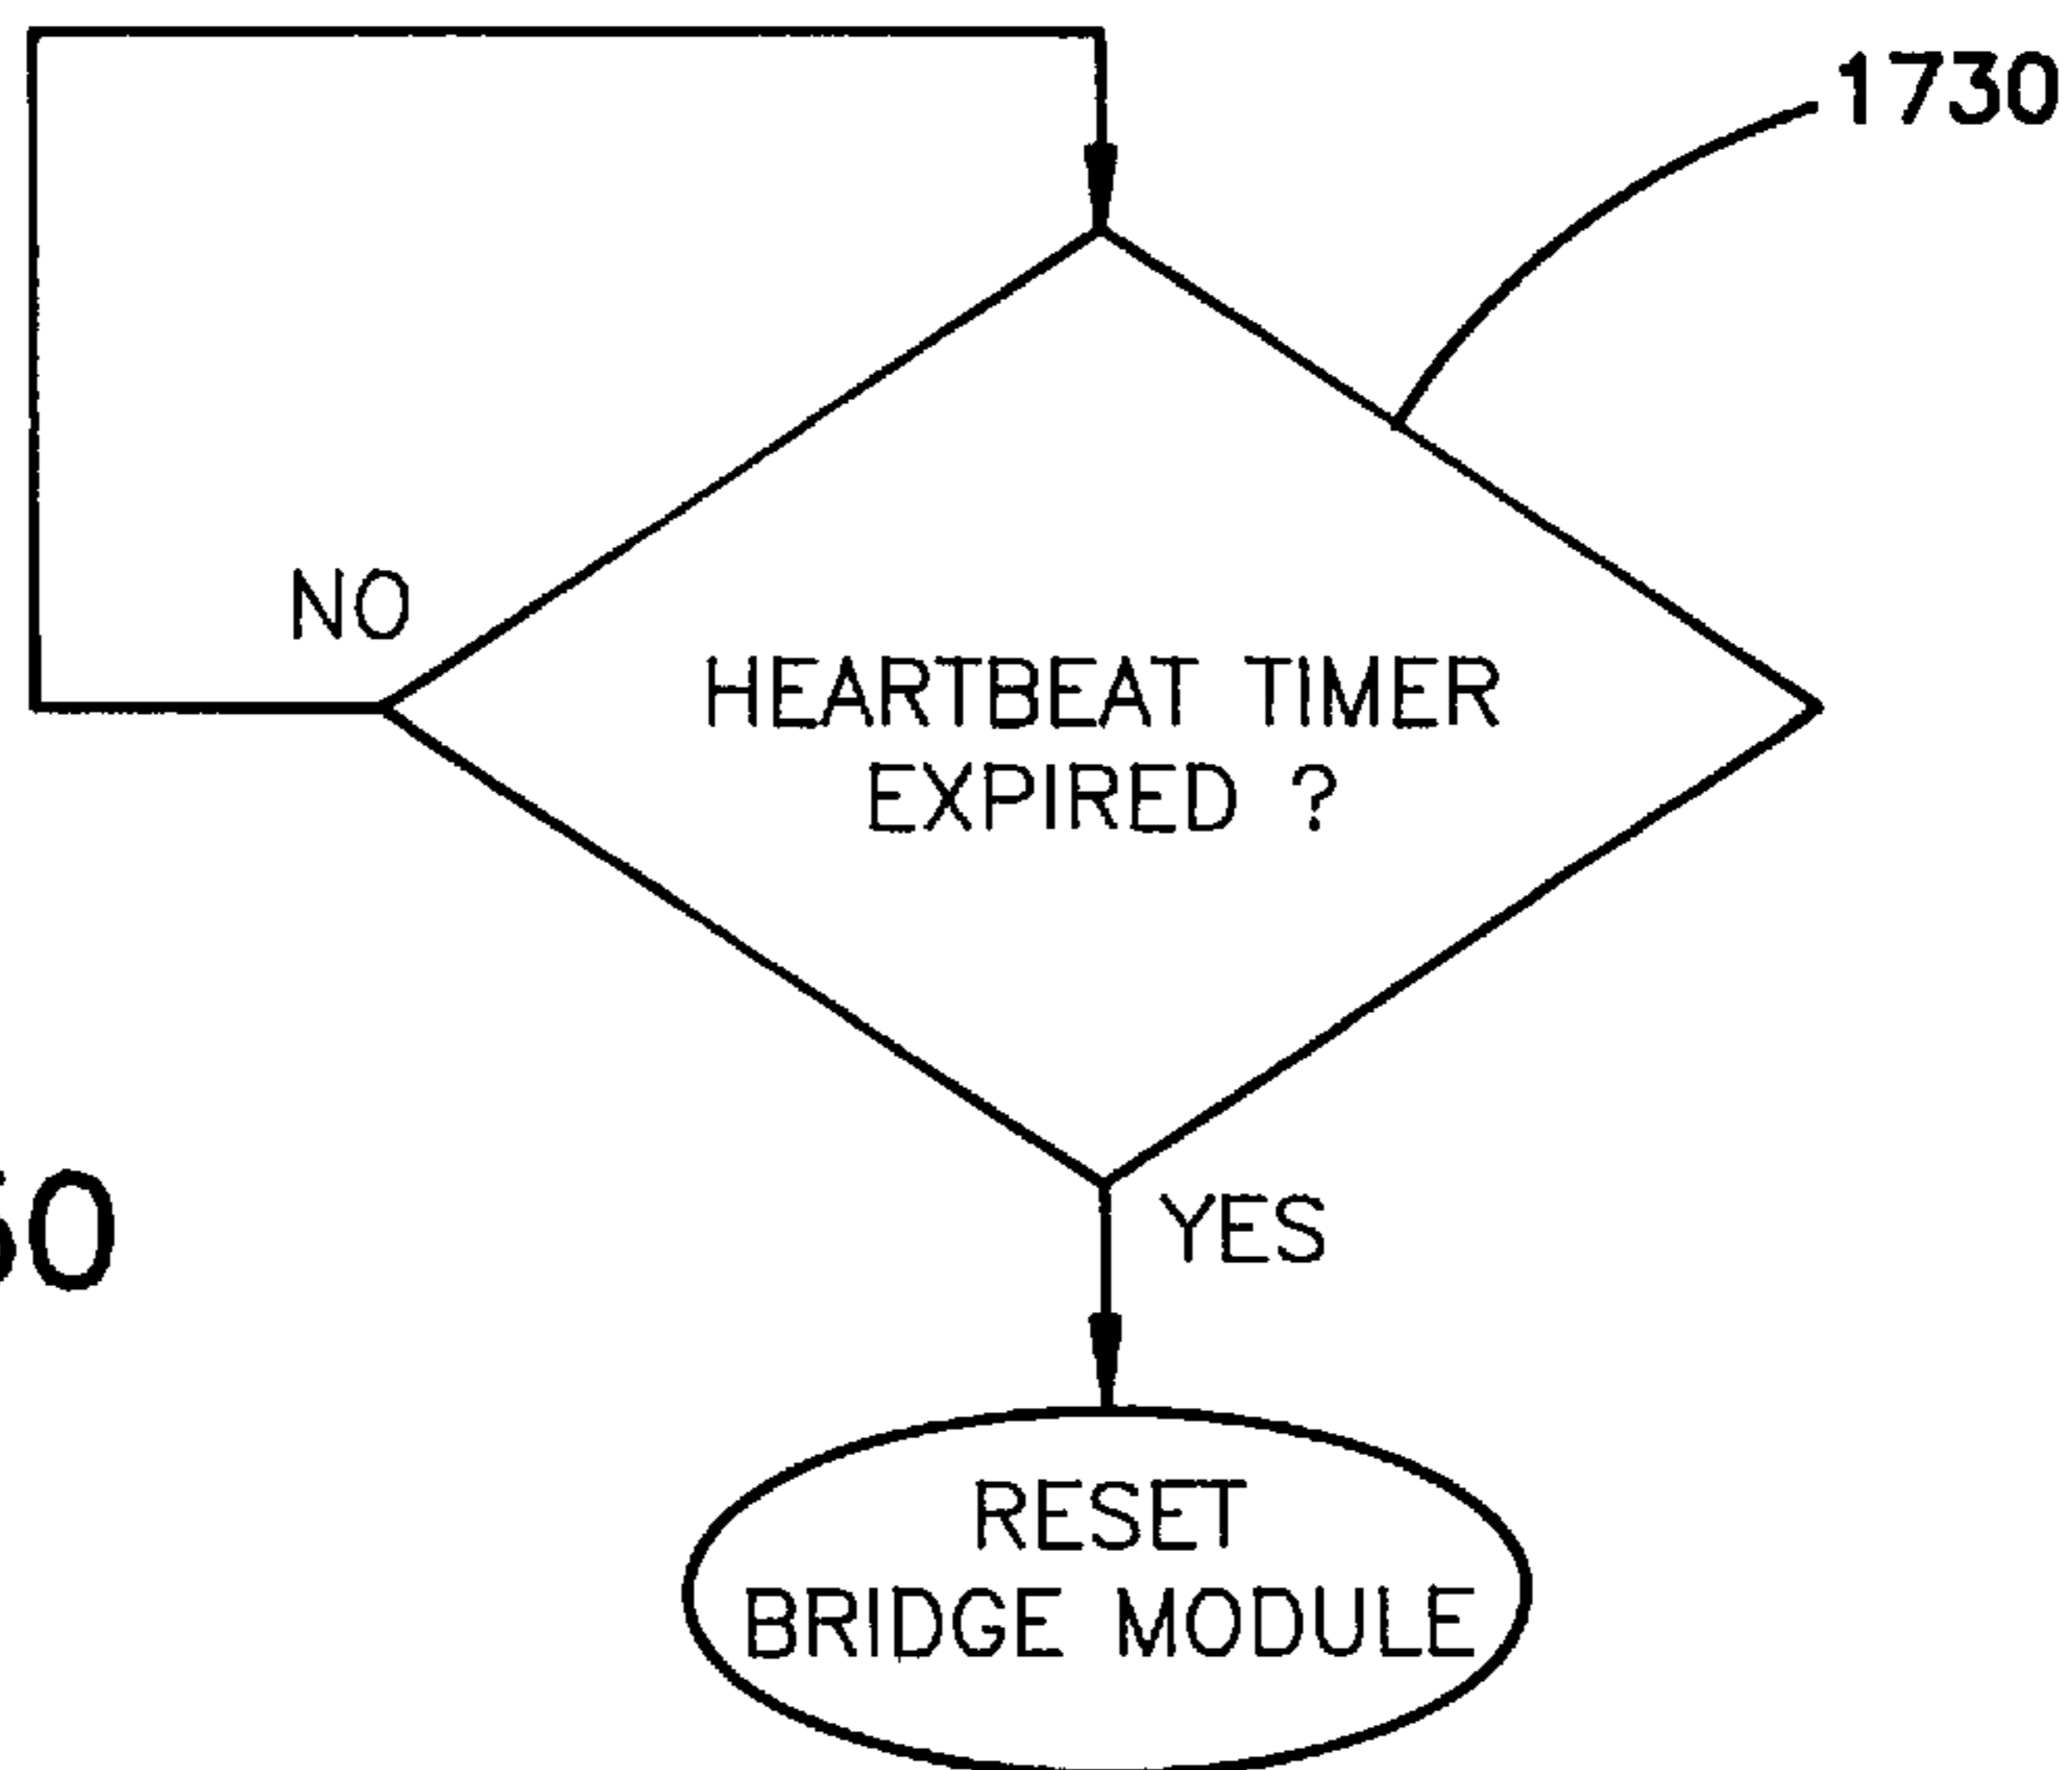 1730
NO
HEARTBEAT TIMER
EXPIRED ?
YES
RESET
BRIDGE MODULE